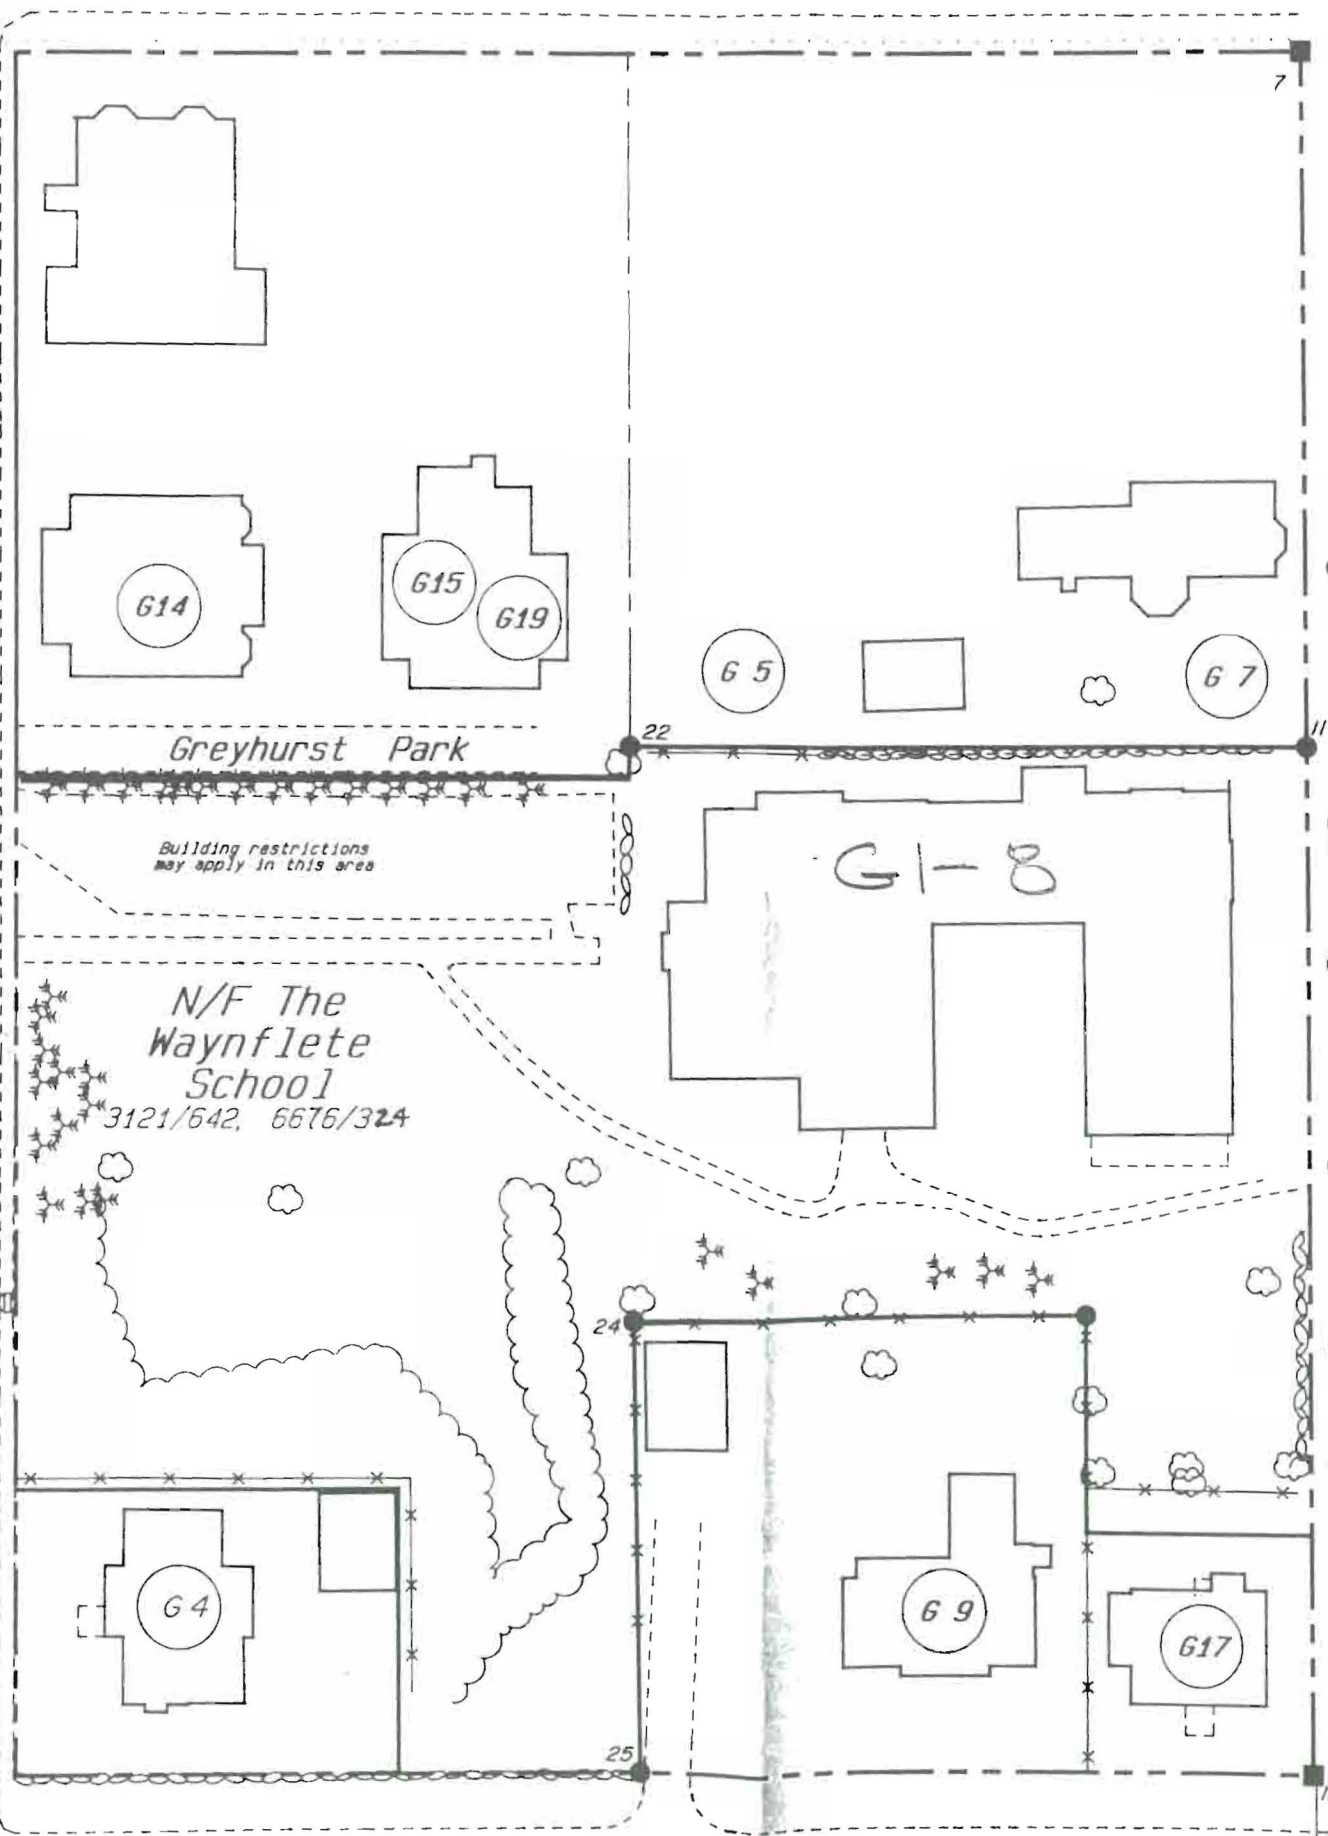 7
G14
G15
G19
G 5
G 7
Greyhurst Park
22
11
Building restrictions
may apply in this area
G1-8
N/F The
Waynflete
School
3121/642, 6676/324
24
G 4
G 9
G17
25